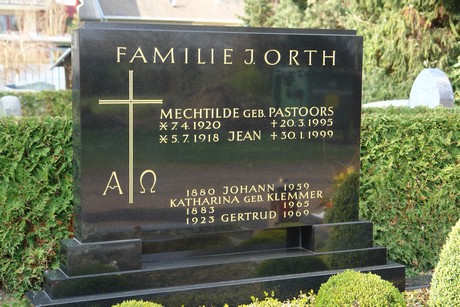 FAMILIE J. ORTH
MECHTILDE GEB. PASTOORS
* 7.4.1920 + 20.3.1995
* 5.7.1918 JEAN + 30.1.1999
Α Ω
1880 JOHANN 1959
KATHARINA GEB. KLEMMER
1883 1965
1923 GERTRUD 1969